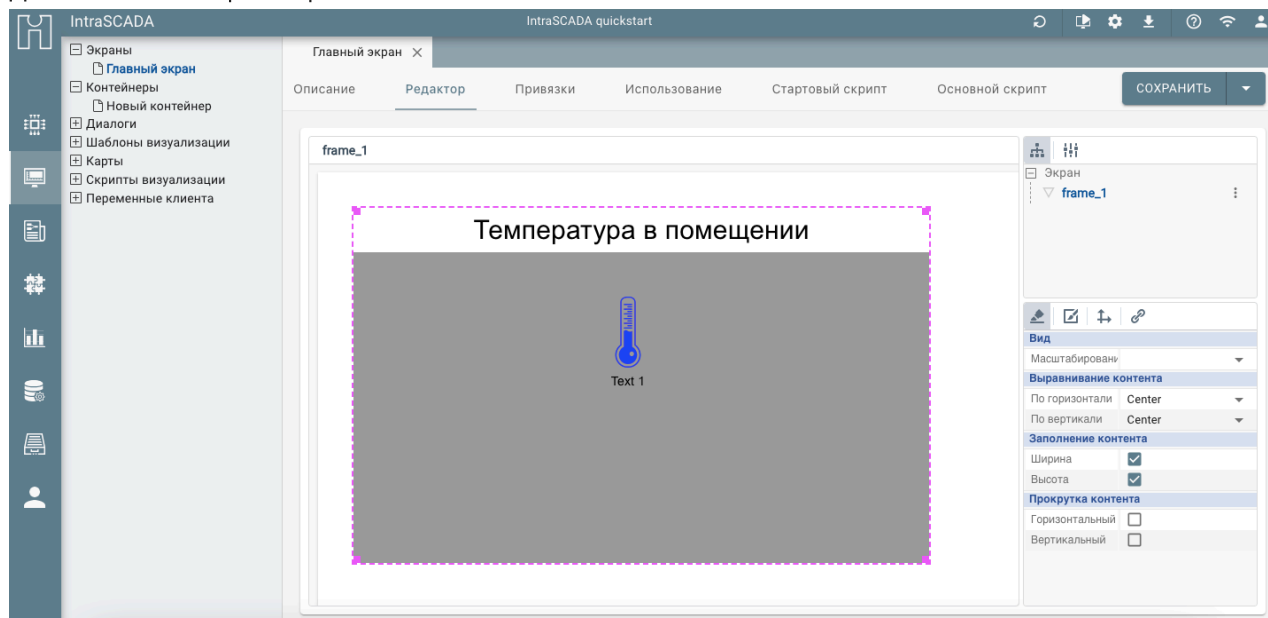 IntraSCADA
IntraSCADA quickstart
Экраны
Главный экран
Контейнеры
Новый контейнер
Диалоги
Шаблоны визуализации
Карты
Скрипты визуализации
Переменные клиента
Главный экран
Описание
Редактор
Привязки
Использование
Стартовый скрипт
Основной скрипт
СОХРАНИТЬ
frame_1
Температура в помещении
Text 1
Экран
frame_1
Вид
Масштабировани
Выравнивание контента
По горизонтали Center
По вертикали Center
Заполнение контента
Ширина
Высота
Прокрутка контента
Горизонтальный
Вертикальный